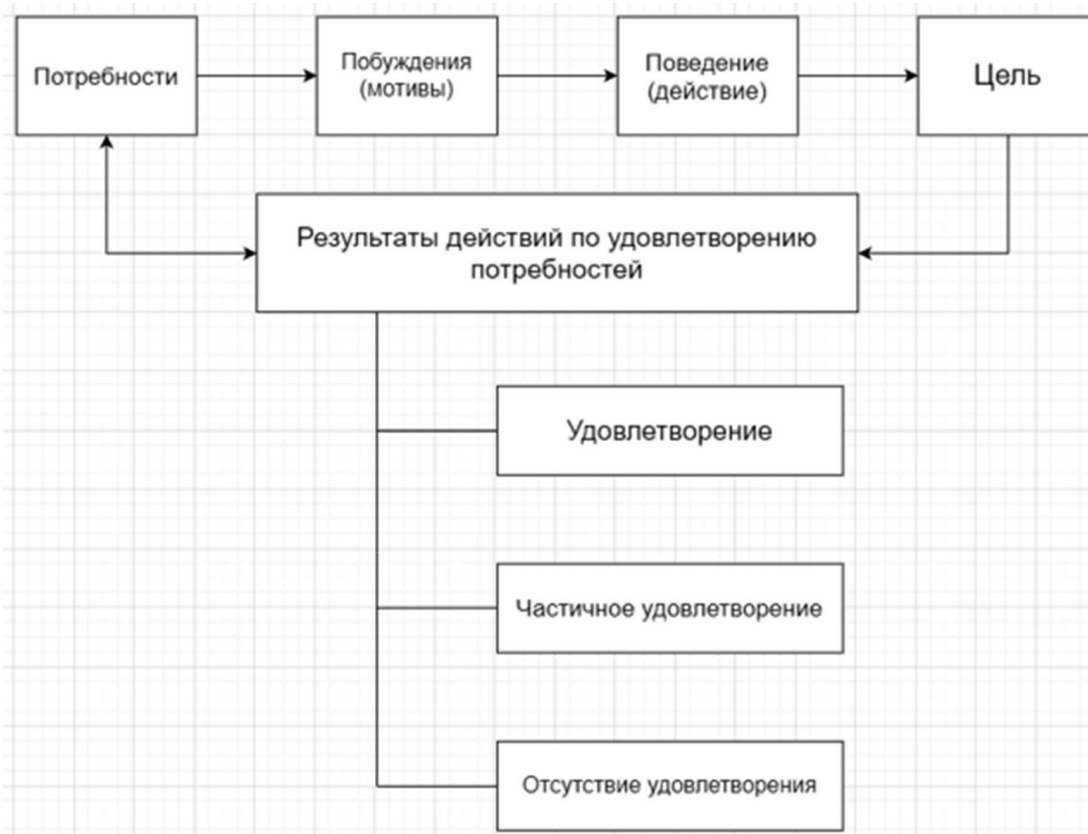 Потребности
Побуждения
(мотивы)
Поведение
(действие)
Цель
Результаты действий по удовлетворению
потребностей
Удовлетворение
Частичное удовлетворение
Отсутствие удовлетворения